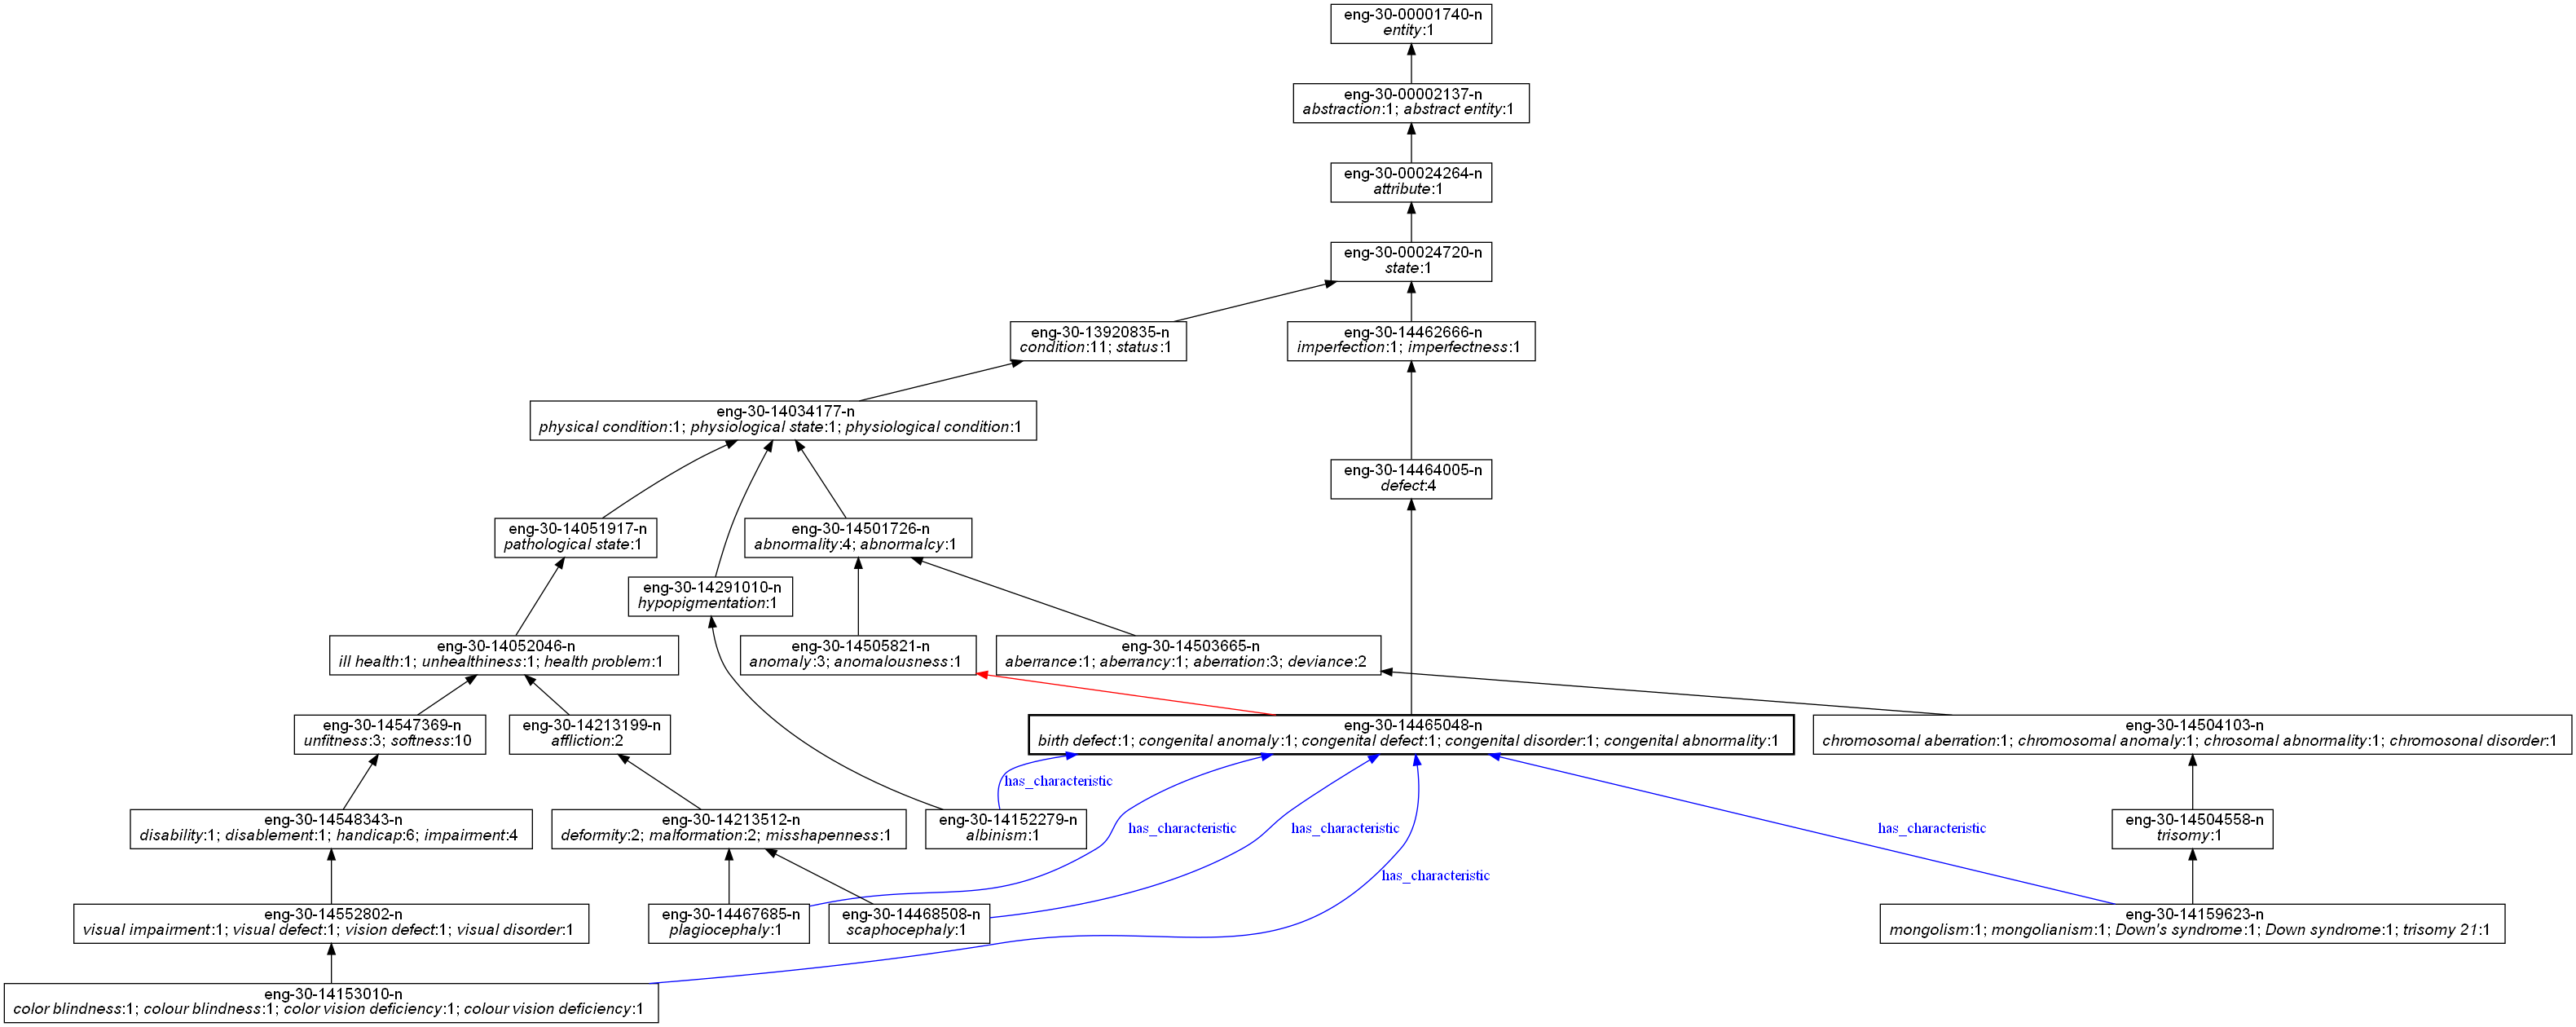 eng-30-00001740-n
entity:1
eng-30-00002137-n
abstraction:1; abstract entity:1
eng-30-00024264-n
attribute:1
eng-30-00024720-n
state:1
eng-30-13920835-n
condition:11; status:1
eng-30-14462666-n
imperfection:1; imperfectness:1
eng-30-14034177-n
physical condition:1; physiological state:1; physiological condition:1
eng-30-14464005-n
defect:4
eng-30-14051917-n
pathological state:1
eng-30-14501726-n
abnormality:4; abnormalcy:1
eng-30-14291010-n
hypopigmentation:1
eng-30-14052046-n
ill health:1; unhealthiness:1; health problem:1
eng-30-14505821-n
anomaly:3; anomalousness:1
eng-30-14503665-n
aberrance:1; aberrancy:1; aberration:3; deviance:2
eng-30-14547369-n
unfitness:3; softness:10
eng-30-14213199-n
affliction:2
eng-30-14465048-n
birth defect:1; congenital anomaly:1; congenital defect:1; congenital disorder:1; congenital abnormality:1
eng-30-14504103-n
chromosomal aberration:1; chromosomal anomaly:1; chrosomal abnormality:1; chromosonal disorder:1
has_characteristic
eng-30-14548343-n
disability:1; disablement:1; handicap:6; impairment:4
eng-30-14213512-n
deformity:2; malformation:2; misshapenness:1
eng-30-14152279-n
albinism:1
has_characteristic
has_characteristic
has_characteristic
eng-30-14504558-n
trisomy:1
has_characteristic
eng-30-14552802-n
visual impairment:1; visual defect:1; vision defect:1; visual disorder:1
eng-30-14467685-n
plagiocephaly:1
eng-30-14468508-n
scaphocephaly:1
eng-30-14159623-n
mongolism:1; mongolianism:1; Down's syndrome:1; Down syndrome:1; trisomy 21:1
eng-30-14153010-n
color blindness:1; colour blindness:1; color vision deficiency:1; colour vision deficiency:1